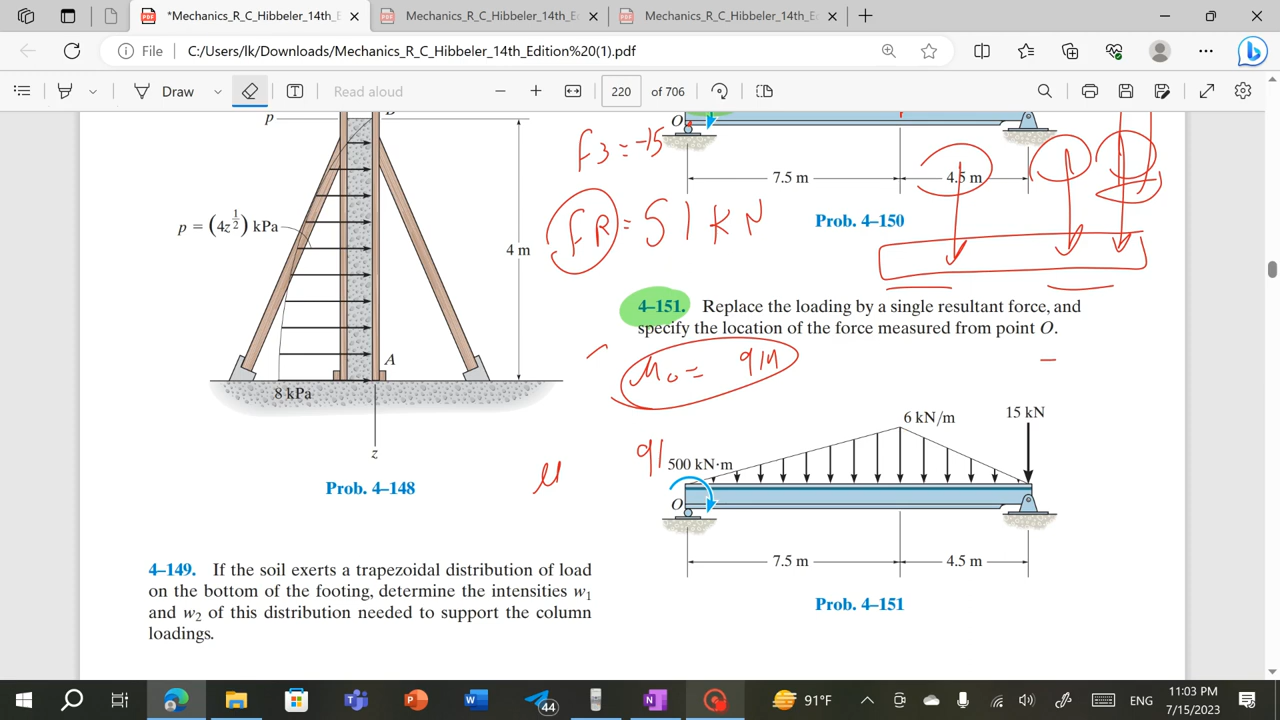 *Mechanics_R_C_Hibbeler_14th_E
Mechanics_R_C_Hibbeler_14th_Ed
Mechanics_R_C_Hibbeler_14th_Ed
File
C:/Users/lk/Downloads/Mechanics_R_C_Hibbeler_14th_Edition%20(1).pdf
Draw
Read aloud
220 of 706
p
p = (4z^{1/2}) kPa
4 m
A
8 kPa
z
Prob. 4–148
4–149. If the soil exerts a trapezoidal distribution of load
on the bottom of the footing, determine the intensities w₁
and w₂ of this distribution needed to support the column
loadings.
O
F3 = -15
7.5 m
4.5 m
FR = 51 KN
Prob. 4–150
4–151. Replace the loading by a single resultant force, and
specify the location of the force measured from point O.
Mo = 914
6 kN/m
15 kN
91
500 kN·m
M
O
7.5 m
4.5 m
Prob. 4–151
44
91°F
ENG
11:03 PM
7/15/2023